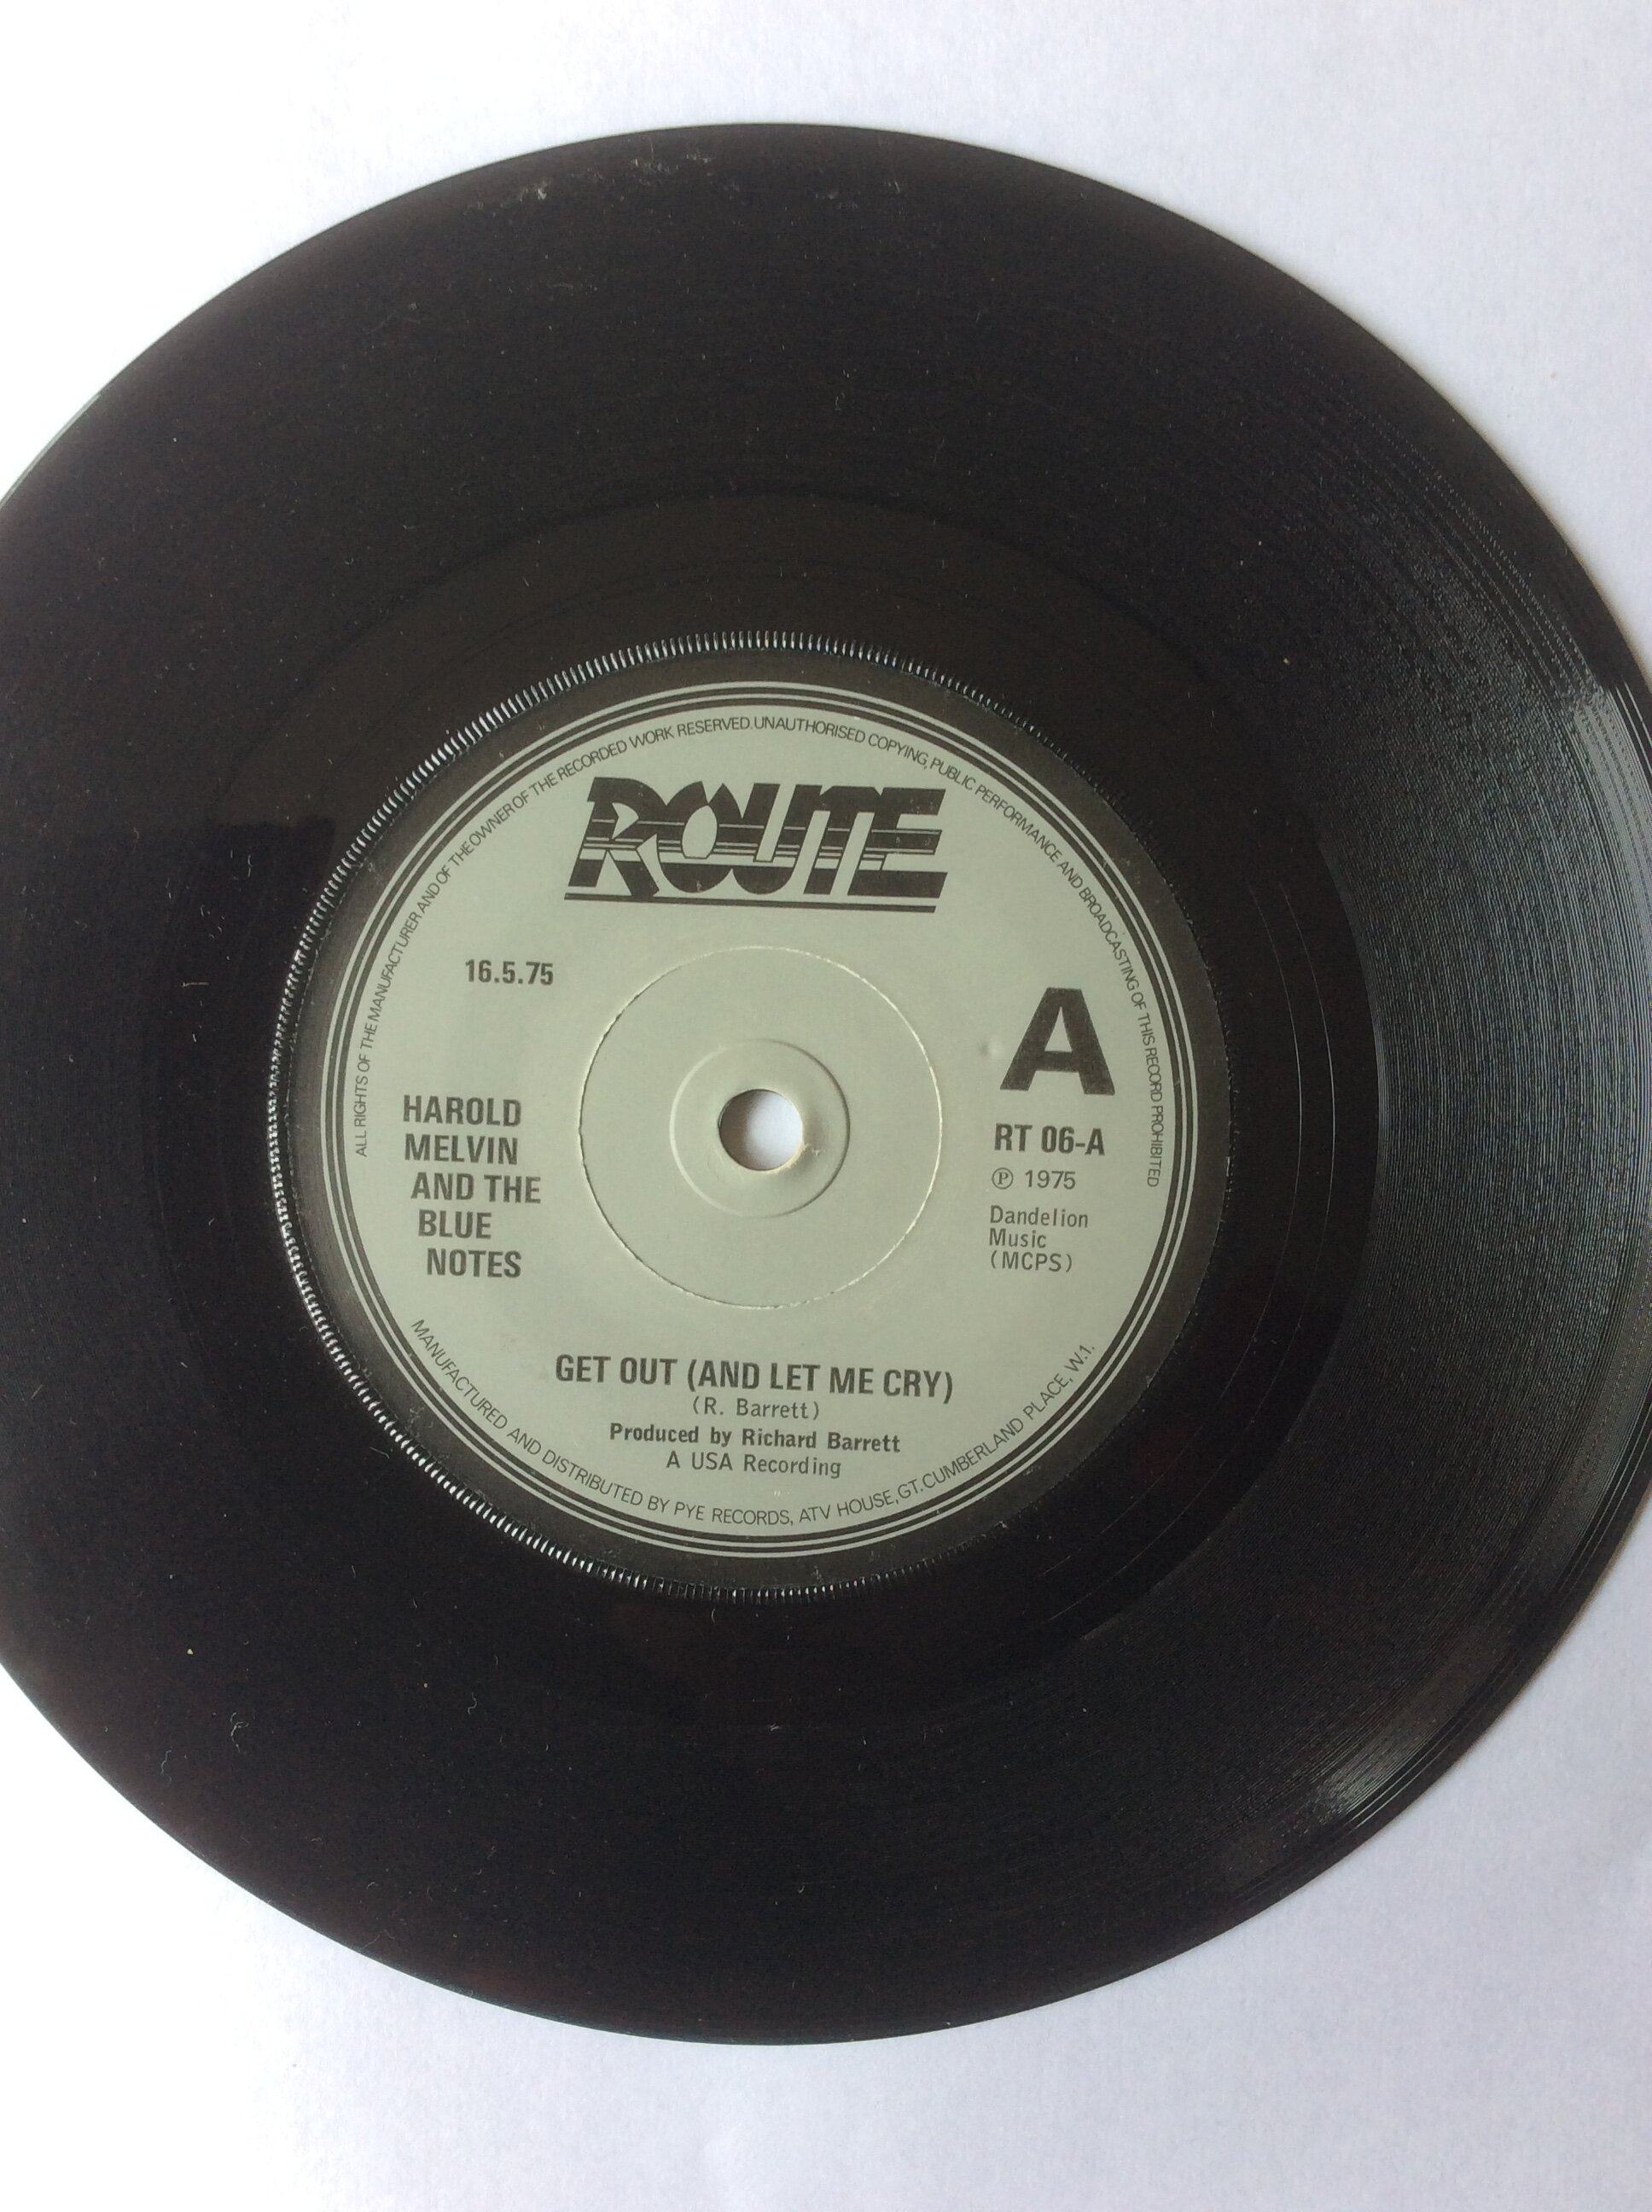 ALL RIGHTS OF THE MANUFACTURER AND OF THE OWNER OF THE RECORDED WORK RESERVED. UNAUTHORISED COPYING, PUBLIC PERFORMANCE AND BROADCASTING OF THIS RECORD PROHIBITED
ROUTE
16.5.75
A
HAROLD
MELVIN
AND THE
BLUE
NOTES
RT 06-A
℗ 1975
Dandelion
Music
(MCPS)
GET OUT (AND LET ME CRY)
(R. Barrett)
Produced by Richard Barrett
A USA Recording
MANUFACTURED AND DISTRIBUTED BY PYE RECORDS, ATV HOUSE, GT. CUMBERLAND PLACE, W.1.